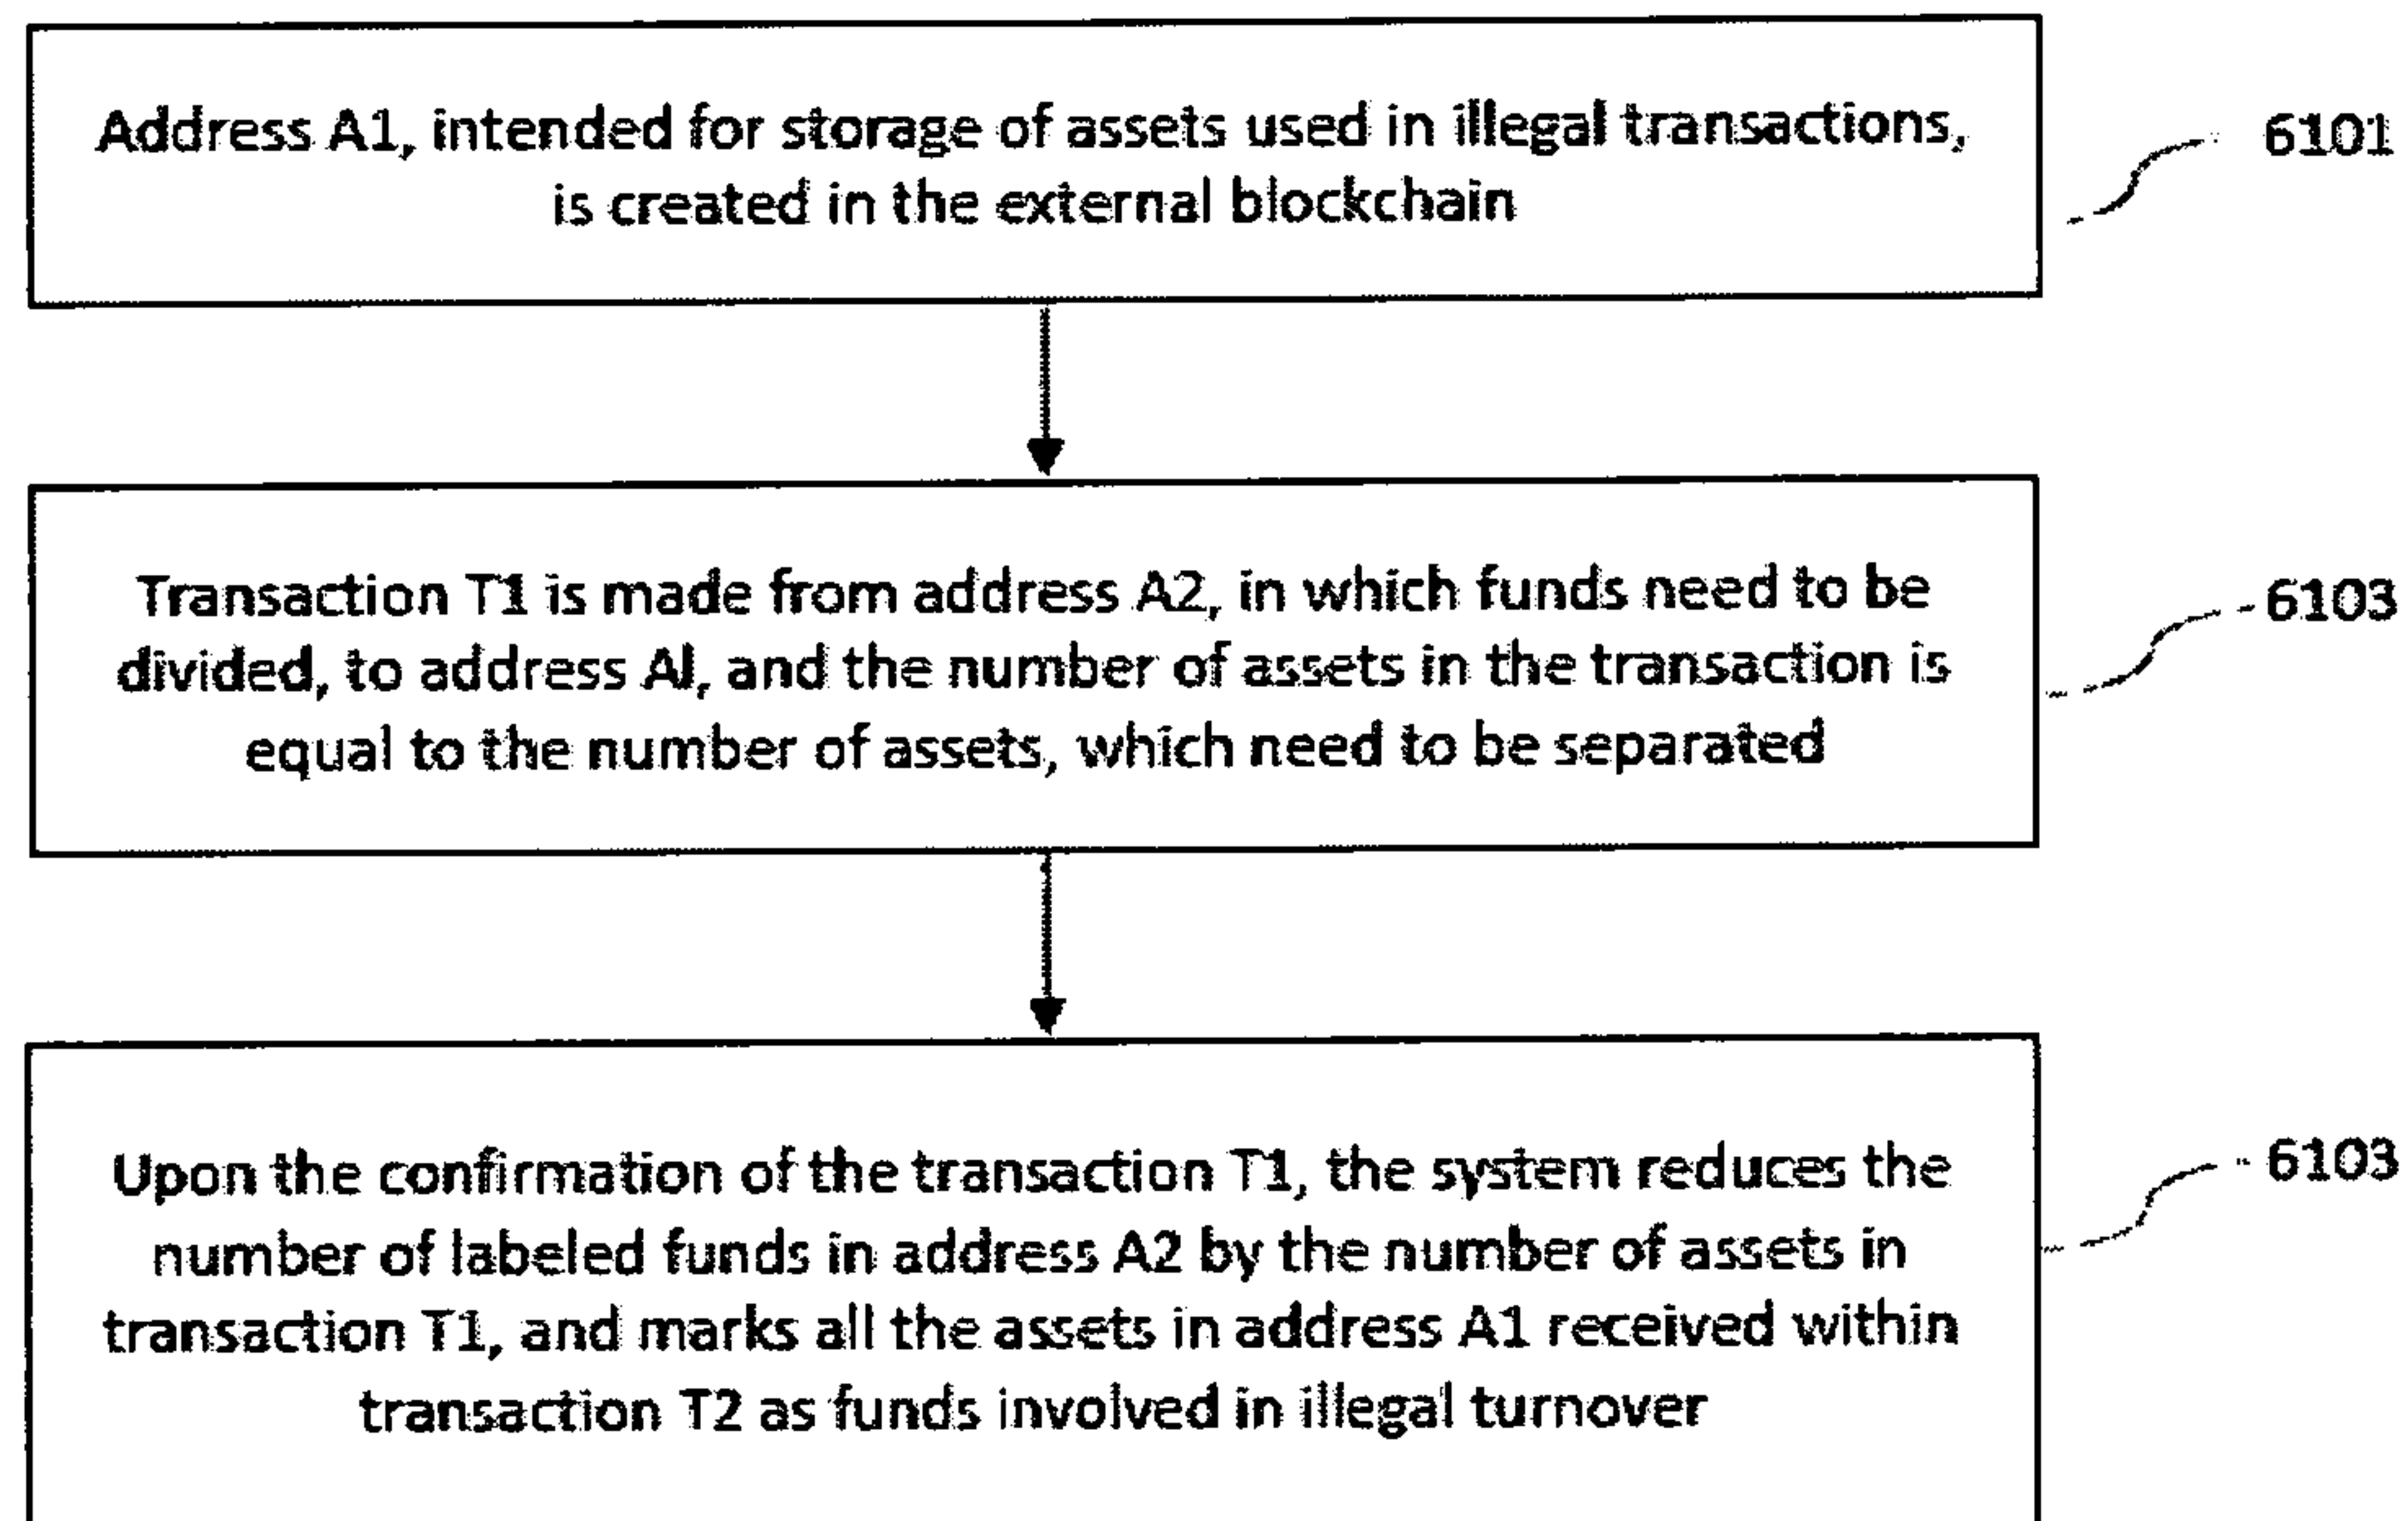 Address A1, intended for storage of assets used in illegal transactions,
is created in the external blockchain
6101
Transaction T1 is made from address A2, in which funds need to be
divided, to address Al, and the number of assets in the transaction is
equal to the number of assets, which need to be separated
6103
Upon the confirmation of the transaction T1, the system reduces the
number of labeled funds in address A2 by the number of assets in
transaction T1, and marks all the assets in address A1 received within
transaction T2 as funds involved in illegal turnover
6103